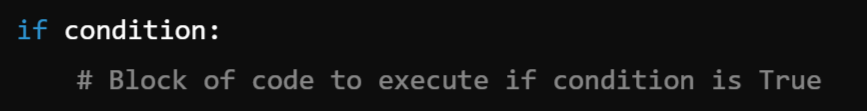 if condition:
    # Block of code to execute if condition is True